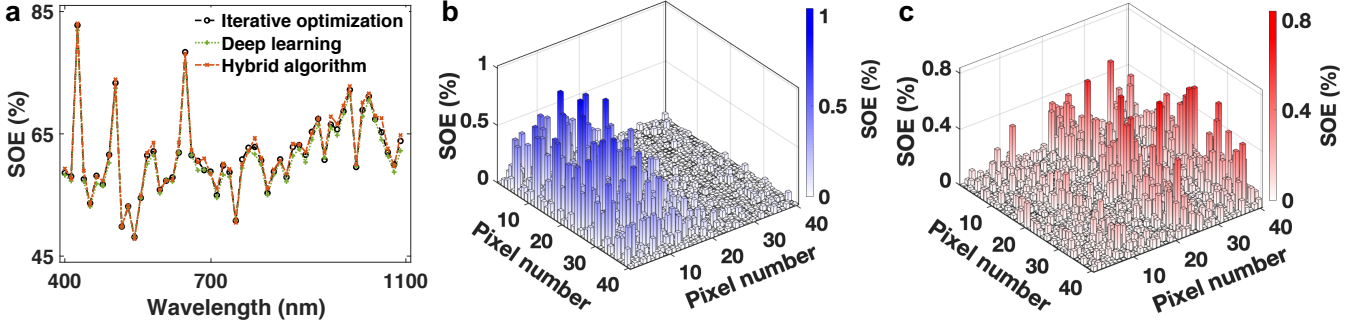 a
85
65
45
SOE (%)
400
700
1100
Wavelength (nm)
Iterative optimization
Deep learning
Hybrid algorithm
b
1
0.5
0
SOE (%)
10
20
30
40
Pixel number
10
20
30
40
Pixel number
1
0.5
0
SOE (%)
c
0.8
0.4
0
SOE (%)
10
20
30
40
Pixel number
10
20
30
40
Pixel number
0.8
0.4
0
SOE (%)